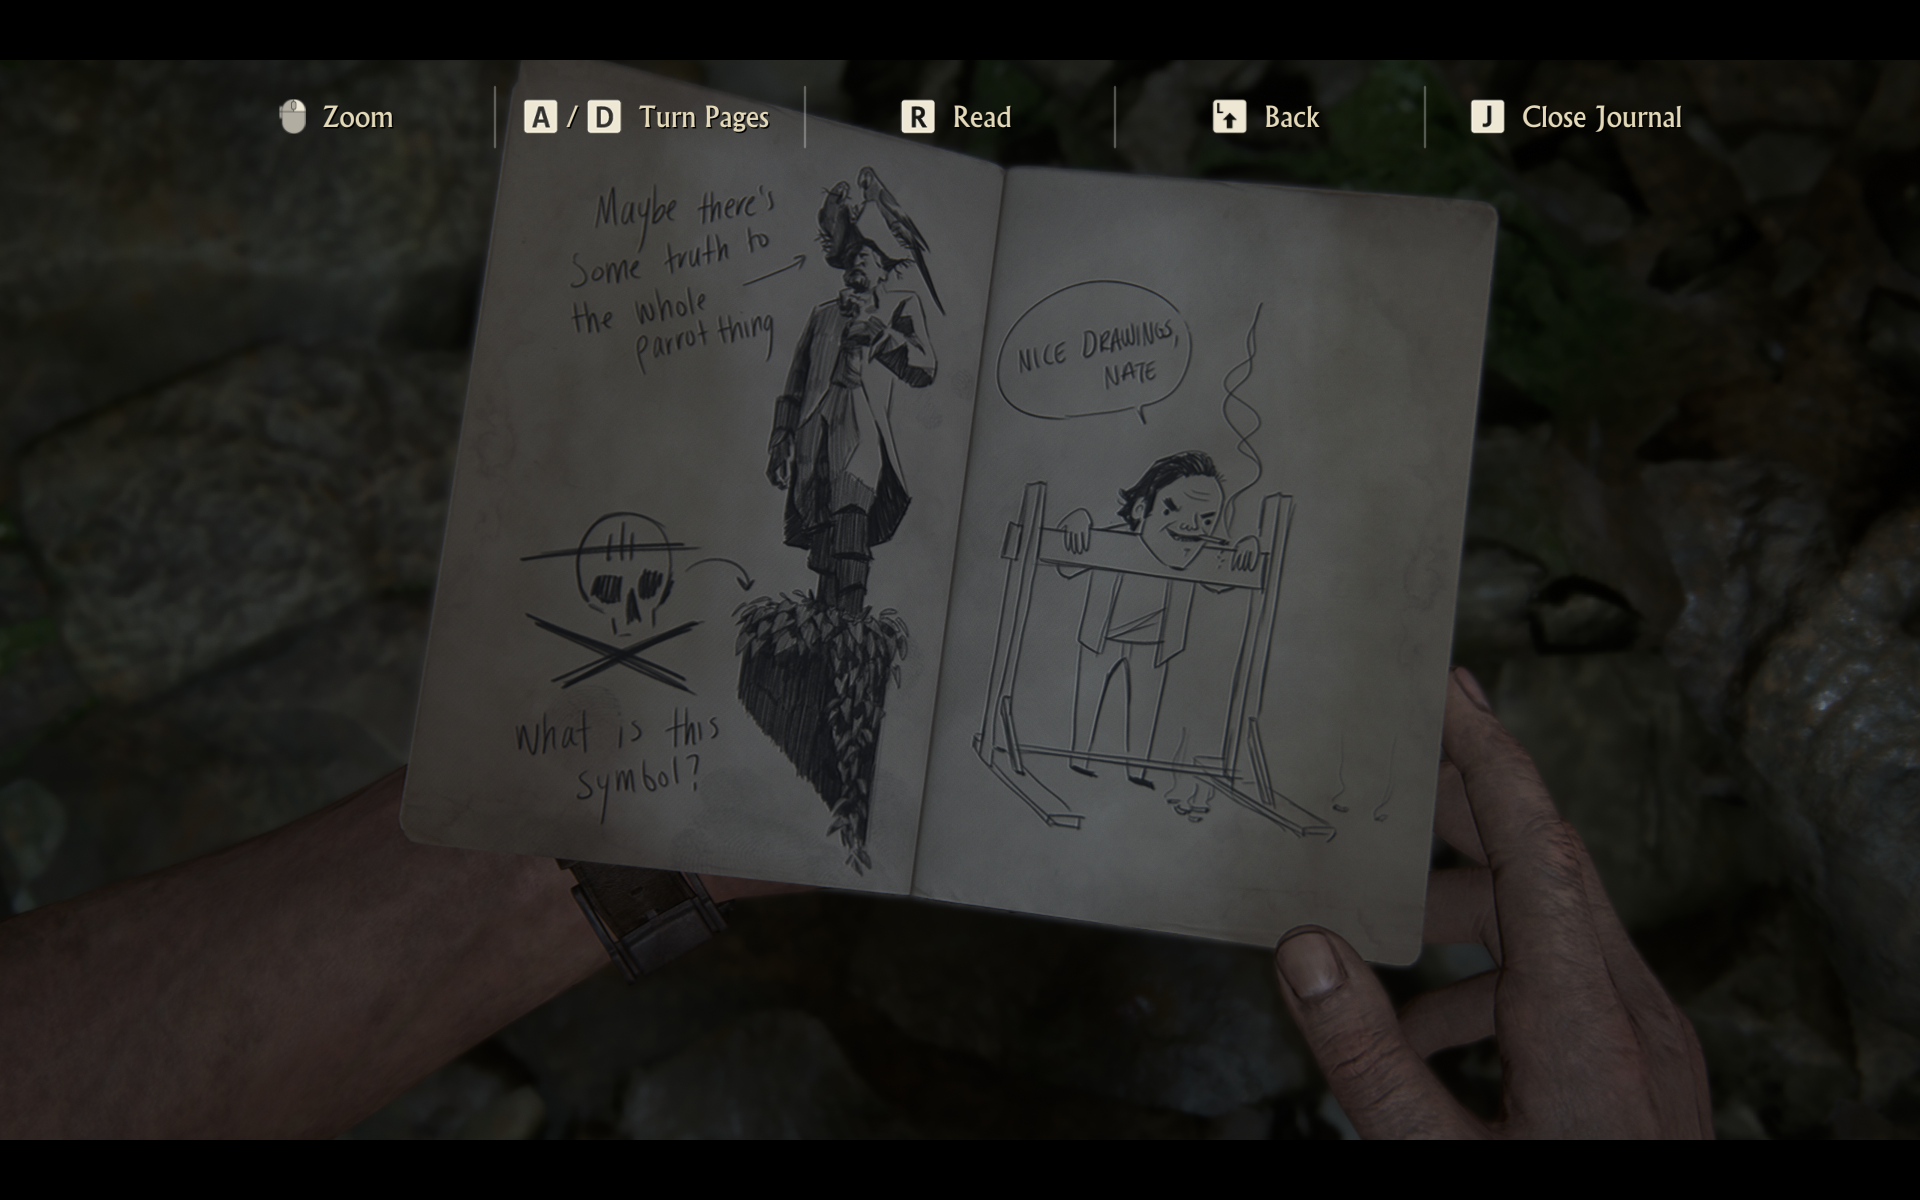 Zoom
A / D Turn Pages
R Read
L Back
J Close Journal
Maybe there's
Some truth to
the whole
parrot thing
What is this
symbol?
NICE DRAWINGS,
NATE